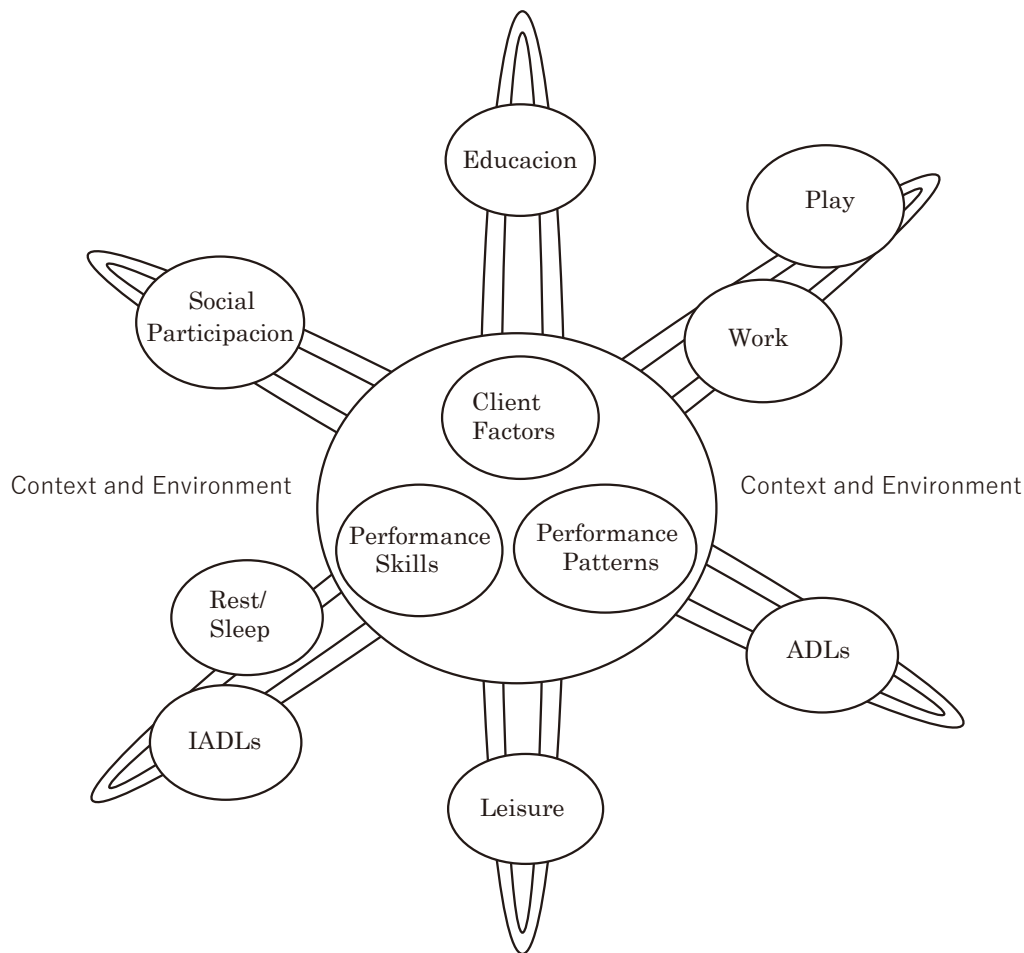 Educacion
Play
Social
Participacion
Work
Client
Factors
Context and Environment
Context and Environment
Performance
Skills
Performance
Patterns
Rest/
Sleep
ADLs
IADLs
Leisure